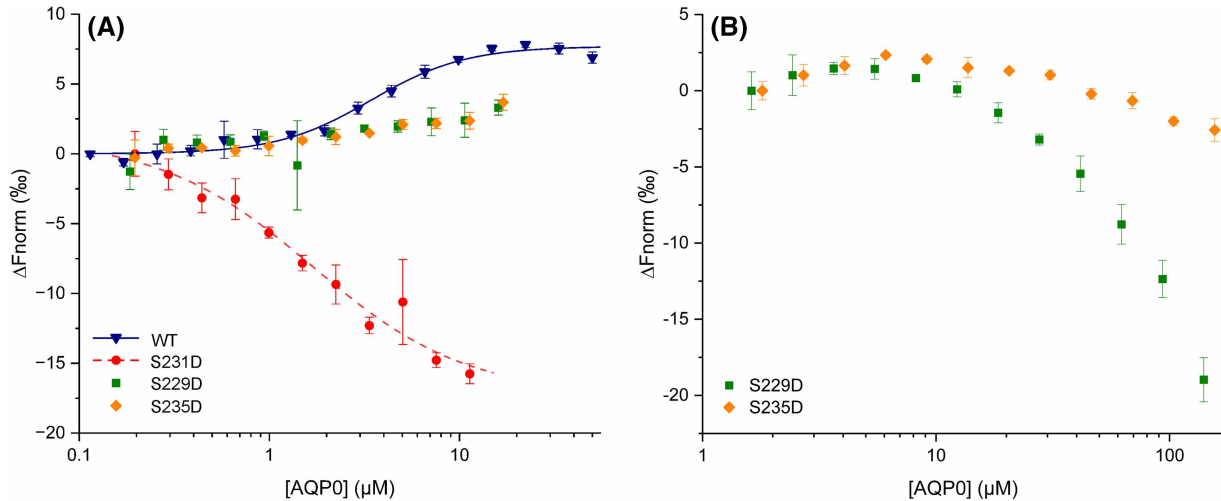 (A)
10
5
0
−5
−10
−15
−20
ΔFnorm (‰)
WT
S231D
S229D
S235D
0.1
1
10
[AQP0] (µM)
(B)
5
0
-5
-10
-15
-20
ΔFnorm (‰)
S229D
S235D
1
10
100
[AQP0] (µM)